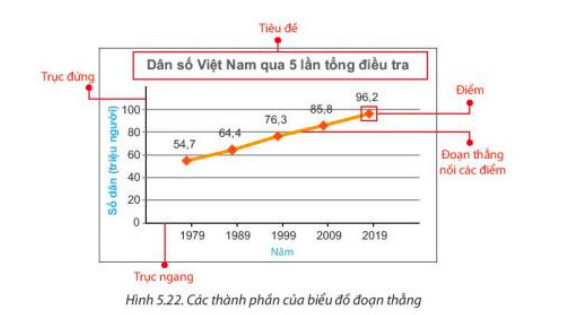 Tiêu đề
Dân số Việt Nam qua 5 lần tổng điều tra
Trục đứng
Điểm
Đoạn thẳng
nối các điểm
Số dân (triệu người)
100
80
60
40
20
0
54,7
64,4
76,3
85,8
96,2
1979 1989 1999 2009 2019
Năm
Trục ngang
Hình 5.22. Các thành phần của biểu đồ đoạn thẳng